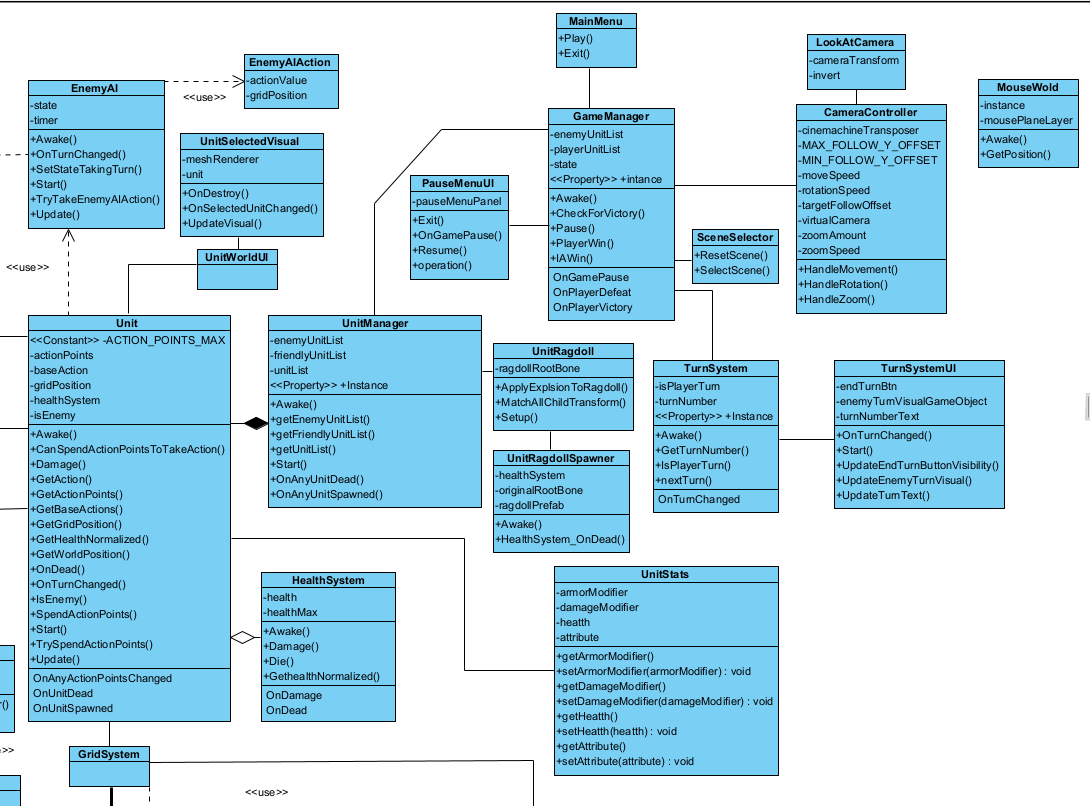 MainMenu
+Play()
+Exit()
LookAtCamera
-cameraTransform
-invert
EnemyAIAction
-actionValue
-gridPosition
<<use>>
EnemyAI
-state
-timer
+Awake()
+OnTurnChanged()
+SetStateTakingTurn()
+Start()
+TryTakeEnemyAIAction()
+Update()
MouseWold
-instance
-mousePlaneLayer
+Awake()
+GetPosition()
GameManager
-enemyUnitList
-playerUnitList
-state
<<Property>> +intance
+Awake()
+CheckForVictory()
+Pause()
+PlayerWin()
+IAWin()
OnGamePause
OnPlayerDefeat
OnPlayerVictory
CameraController
-cinemachineTransposer
-MAX_FOLLOW_Y_OFFSET
-MIN_FOLLOW_Y_OFFSET
-moveSpeed
-rotationSpeed
-targetFollowOffset
-virtualCamera
-zoomAmount
-zoomSpeed
+HandleMovement()
+HandleRotation()
+HandleZoom()
UnitSelectedVisual
-meshRenderer
-unit
+OnDestroy()
+OnSelectedUnitChanged()
+UpdateVisual()
PauseMenuUI
-pauseMenuPanel
+Exit()
+OnGamePause()
+Resume()
+operation()
SceneSelector
+ResetScene()
+SelectScene()
UnitWorldUI
<<use>>
Unit
<<Constant>> -ACTION_POINTS_MAX
-actionPoints
-baseAction
-gridPosition
-healthSystem
-isEnemy
+Awake()
+CanSpendActionPointsToTakeAction()
+Damage()
+GetAction()
+GetActionPoints()
+GetBaseActions()
+GetGridPosition()
+GetHealthNormalized()
+GetWorldPosition()
+OnDead()
+OnTurnChanged()
+IsEnemy()
+SpendActionPoints()
+Start()
+TrySpendActionPoints()
+Update()
OnAnyActionPointsChanged
OnUnitDead
OnUnitSpawned
UnitManager
-enemyUnitList
-friendlyUnitList
-unitList
<<Property>> +Instance
+Awake()
+getEnemyUnitList()
+getFriendlyUnitList()
+getUnitList()
+Start()
+OnAnyUnitDead()
+OnAnyUnitSpawned()
UnitRagdoll
-ragdollRootBone
+ApplyExplsionToRagdoll()
+MatchAllChildTransform()
+Setup()
TurnSystem
-isPlayerTurn
-turnNumber
<<Property>> +Instance
+Awake()
+GetTurnNumber()
+IsPlayerTurn()
+nextTurn()
OnTurnChanged
TurnSystemUI
-endTurnBtn
-enemyTurnVisualGameObject
-turnNumberText
+OnTurnChanged()
+Start()
+UpdateEndTurnButtonVisibility()
+UpdateEnemyTurnVisual()
+UpdateTurnText()
UnitRagdollSpawner
-healthSystem
-originalRootBone
-ragdollPrefab
+Awake()
+HealthSystem_OnDead()
HealthSystem
-health
-healthMax
+Awake()
+Damage()
+Die()
+GethealthNormalized()
OnDamage
OnDead
UnitStats
-armorModifier
-damageModifier
-heatth
-attribute
+getArmorModifier()
+setArmorModifier(armorModifier) : void
+getDamageModifier()
+setDamageModifier(damageModifier) : void
+getHeatth()
+setHeatth(heatth) : void
+getAttribute()
+setAttribute(attribute) : void
r()
>>
GridSystem
<<use>>